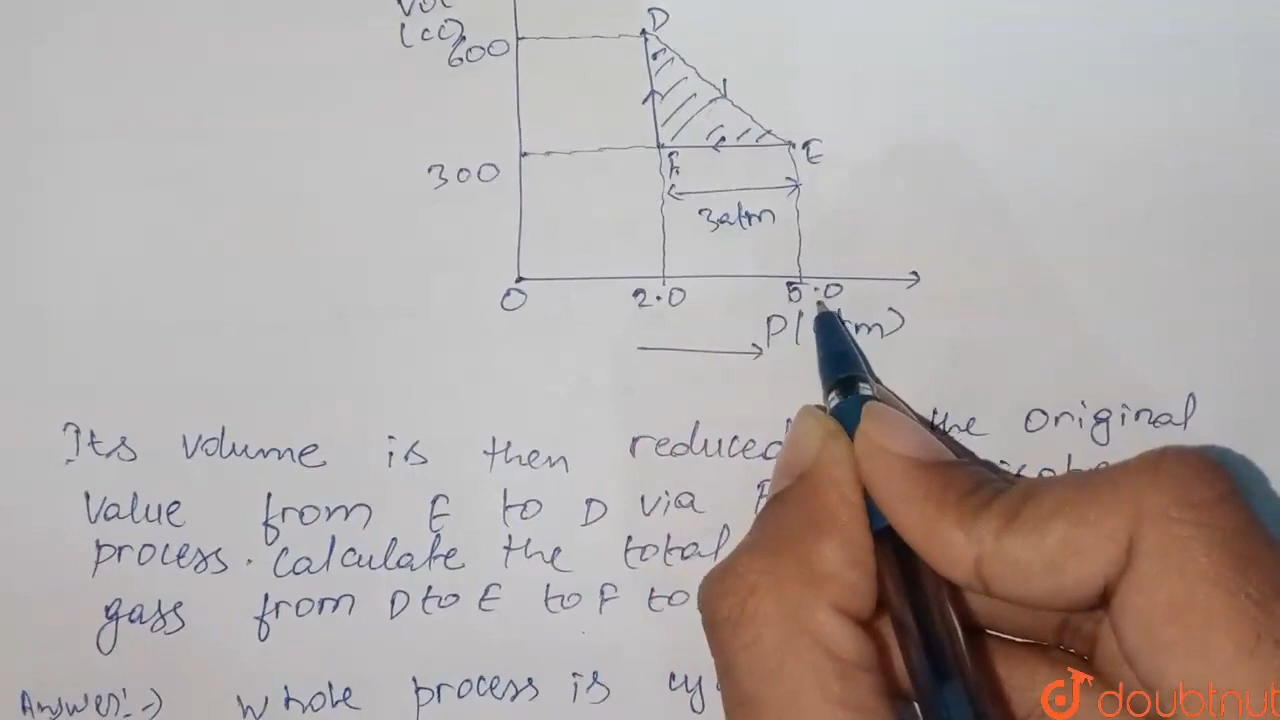 Vol
(cc)
600
D
300
F
E
3atm
0
2.0
5.0
Its volume is then reduced the original
value from E to D via
process. Calculate the total
gass from D to E to F to
Answer:-) whole process is
doubtnut